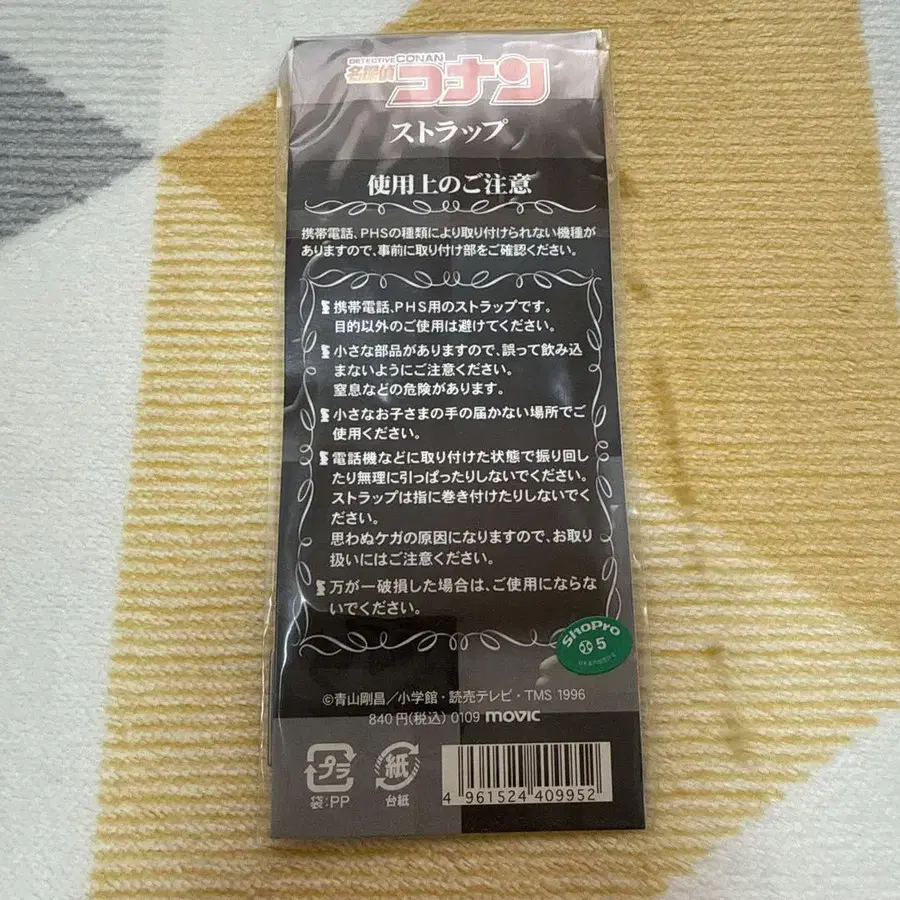 DETECTIVE CONAN
名探偵 コナン
ストラップ
使用上のご注意
携帯電話、PHSの種類により取り付けられない機種が
ありますので、事前に取り付け部をご確認ください。
携帯電話、PHS用のストラップです。
目的以外のご使用は避けてください。
小さな部品がありますので、誤って飲み込
まないようにご注意ください。
窒息などの危険があります。
小さなお子さまの手の届かない場所でご
使用ください。
電話機などに取り付けた状態で振り回し
たり無理に引っぱったりしないでください。
ストラップは指に巻き付けたりしないでく
ださい。
思わぬケガの原因になりますので、お取り
扱いにはご注意ください。
万が一破損した場合は、ご使用にならな
いでください。
ShoPro
5
©青山剛昌/小学館・読売テレビ・TMS 1996
840円(税込) 0109 movic
プラ
袋:PP
紙
台紙
4 961524 409952